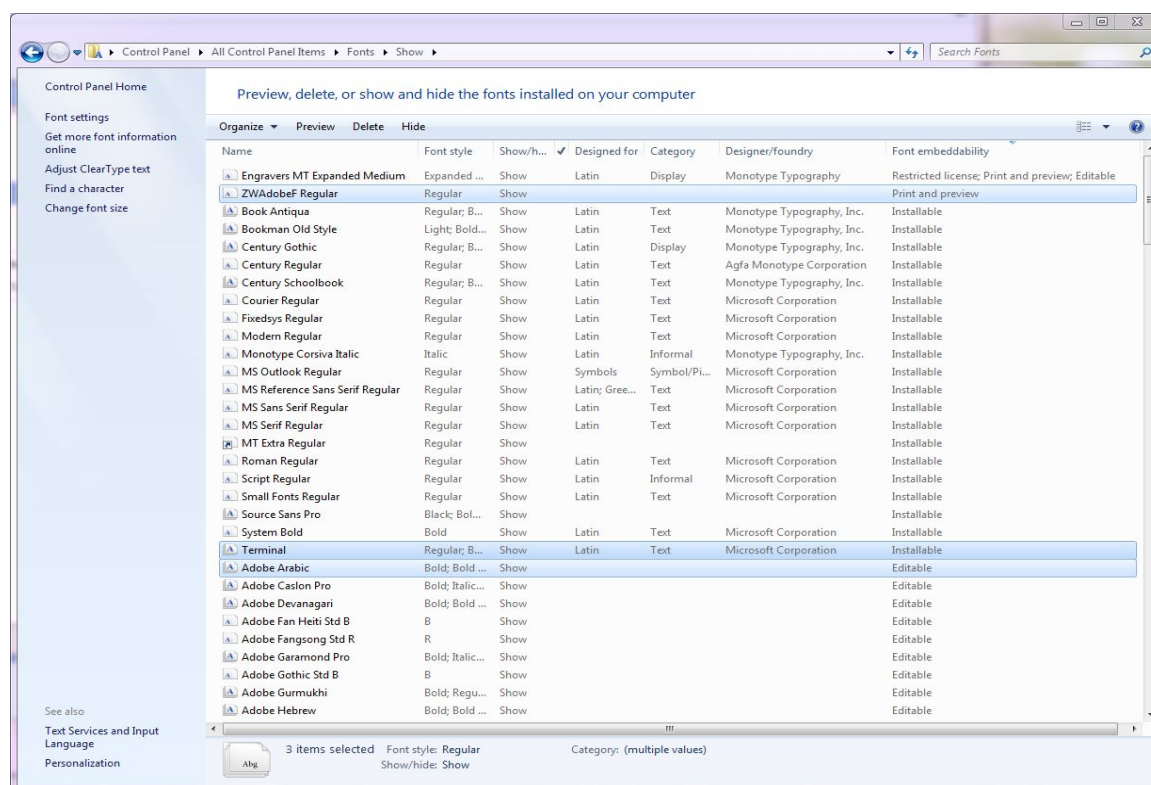 Control Panel All Control Panel Items Fonts Show Search Fonts
Control Panel Home
Font settings
Get more font information
online
Adjust ClearType text
Find a character
Change font size
Preview, delete, or show and hide the fonts installed on your computer
Organize Preview Delete Hide
Name Font style Show/h... Designed for Category Designer/foundry Font embeddability
Engravers MT Expanded Medium Expanded ... Show Latin Display Monotype Typography Restricted license; Print and preview; Editable
ZWAdobeF Regular Regular Show Print and preview
Book Antiqua Regular; B... Show Latin Text Monotype Typography, Inc. Installable
Bookman Old Style Light; Bold... Show Latin Text Monotype Typography, Inc. Installable
Century Gothic Regular; B... Show Latin Display Monotype Typography, Inc. Installable
Century Regular Regular Show Latin Text Agfa Monotype Corporation Installable
Century Schoolbook Regular; B... Show Latin Text Monotype Typography, Inc. Installable
Courier Regular Regular Show Latin Text Microsoft Corporation Installable
Fixedsys Regular Regular Show Latin Text Microsoft Corporation Installable
Modern Regular Regular Show Latin Text Microsoft Corporation Installable
Monotype Corsiva Italic Italic Show Latin Informal Monotype Typography, Inc. Installable
MS Outlook Regular Regular Show Symbols Symbol/Pi... Microsoft Corporation Installable
MS Reference Sans Serif Regular Regular Show Latin; Gree... Text Microsoft Corporation Installable
MS Sans Serif Regular Regular Show Latin Text Microsoft Corporation Installable
MS Serif Regular Regular Show Latin Text Microsoft Corporation Installable
MT Extra Regular Regular Show Installable
Roman Regular Regular Show Latin Text Microsoft Corporation Installable
Script Regular Regular Show Latin Informal Microsoft Corporation Installable
Small Fonts Regular Regular Show Latin Text Microsoft Corporation Installable
Source Sans Pro Black; Bol... Show Installable
System Bold Bold Show Latin Text Microsoft Corporation Installable
Terminal Regular; B... Show Latin Text Microsoft Corporation Installable
Adobe Arabic Bold; Bold ... Show Editable
Adobe Caslon Pro Bold; Italic... Show Editable
Adobe Devanagari Bold; Bold ... Show Editable
Adobe Fan Heiti Std B B Show Editable
Adobe Fangsong Std R R Show Editable
Adobe Garamond Pro Bold; Italic... Show Editable
Adobe Gothic Std B B Show Editable
Adobe Gurmukhi Bold; Regu... Show Editable
Adobe Hebrew Bold; Bold ... Show Editable
See also
Text Services and Input
Language
Personalization
Abg
3 items selected Font style: Regular Category: (multiple values)
Show/hide: Show